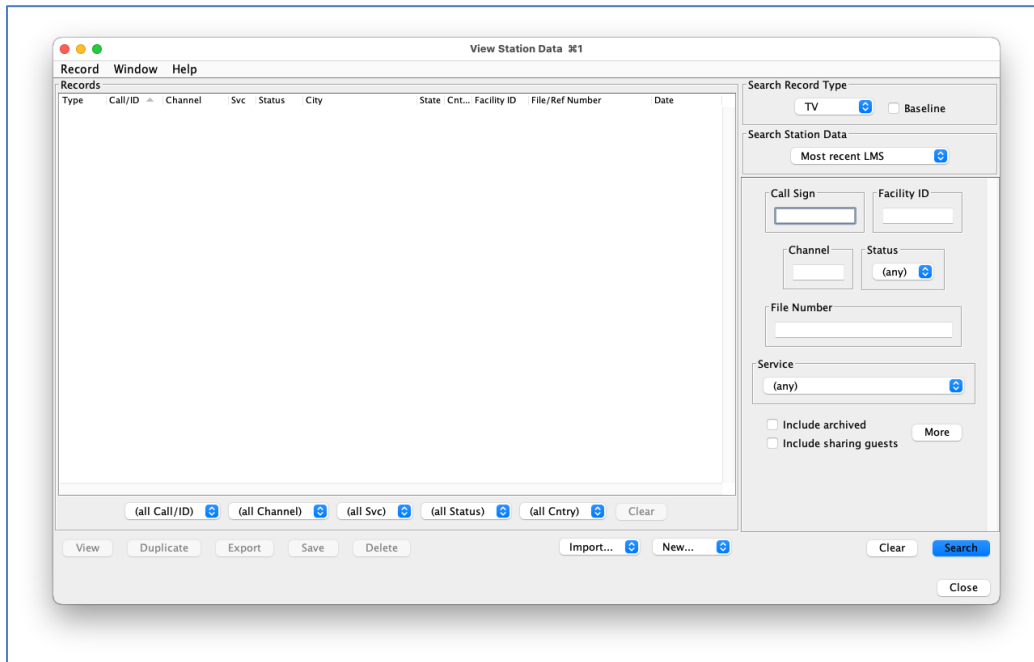 View Station Data ⌘1
Record Window Help
Records
Type Call/ID Channel Svc Status City State Cnt... Facility ID File/Ref Number Date
Search Record Type
TV Baseline
Search Station Data
Most recent LMS
Call Sign Facility ID
Channel Status
(any)
File Number
Service
(any)
Include archived
Include sharing guests
More
(all Call/ID) (all Channel) (all Svc) (all Status) (all Cntry) Clear
View Duplicate Export Save Delete Import... New... Clear Search
Close